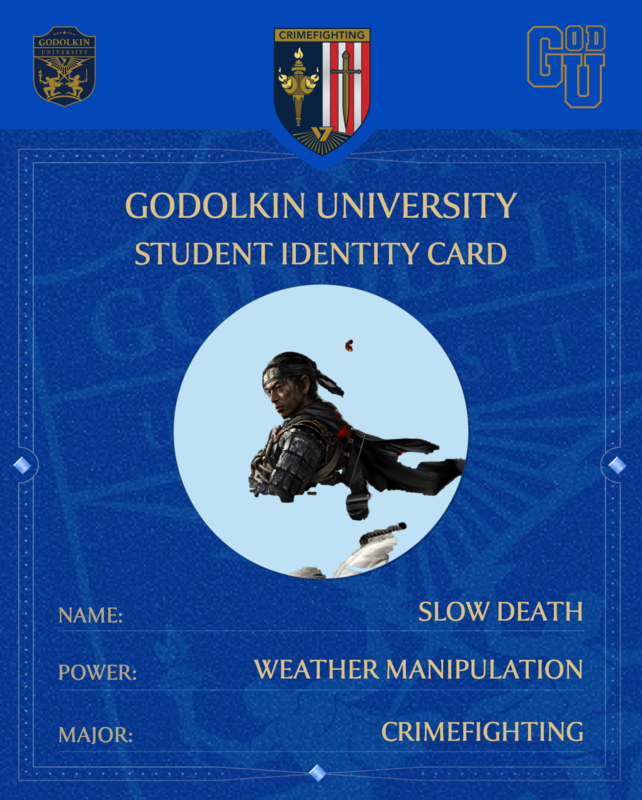 GODOLKIN
UNIVERSITY
CRIMEFIGHTING
GOD
U
GODOLKIN UNIVERSITY
STUDENT IDENTITY CARD
NAME: SLOW DEATH
POWER: WEATHER MANIPULATION
MAJOR: CRIMEFIGHTING